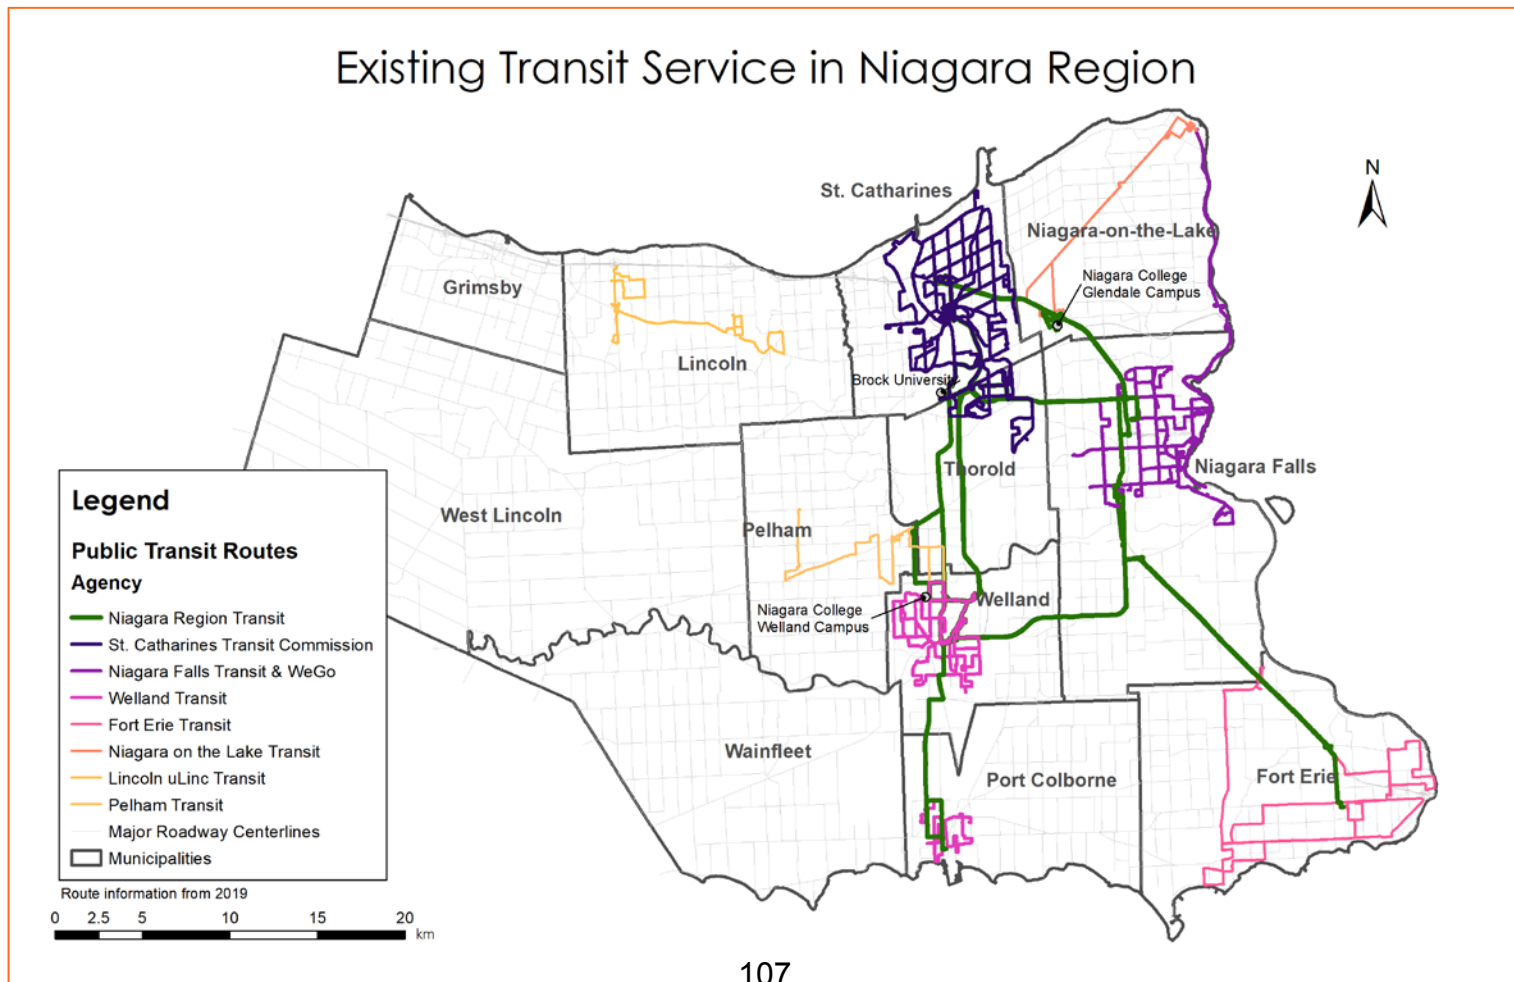 Existing Transit Service in Niagara Region
N
St. Catharines
Niagara-on-the-Lake
Niagara College
Glendale Campus
Grimsby
Lincoln
Brock University
Thorold
Niagara Falls
West Lincoln
Pelham
Niagara College
Welland Campus
Welland
Wainfleet
Port Colborne
Fort Erie
Legend
Public Transit Routes
Agency
Niagara Region Transit
St. Catharines Transit Commission
Niagara Falls Transit & WeGo
Welland Transit
Fort Erie Transit
Niagara on the Lake Transit
Lincoln uLinc Transit
Pelham Transit
Major Roadway Centerlines
Municipalities
Route information from 2019
0 2.5 5 10 15 20
km
107